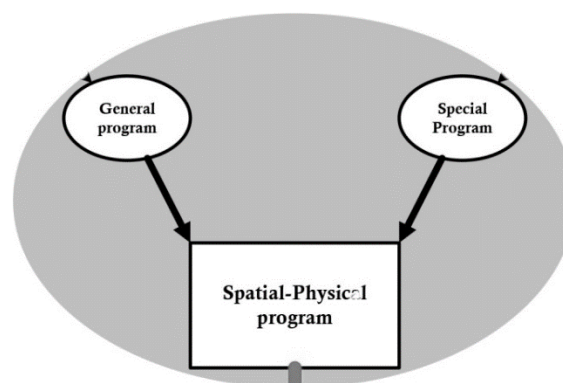 General
program
Special
Program
Spatial-Physical
program